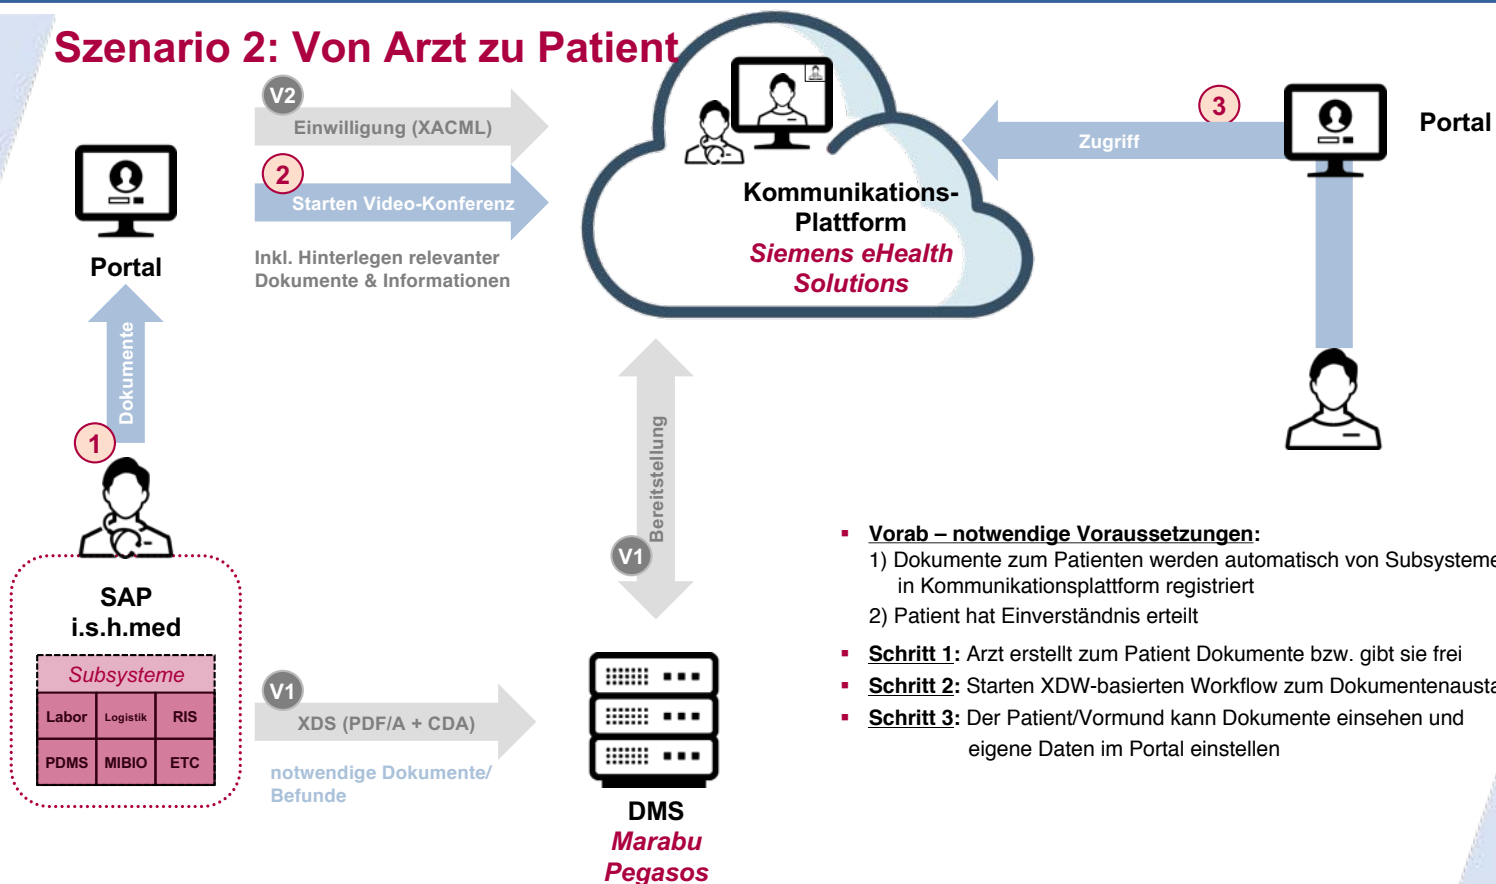 Szenario 2: Von Arzt zu Patient
V2
Einwilligung (XACML)
2
Starten Video-Konferenz
Inkl. Hinterlegen relevanter
Dokumente & Informationen
Portal
Dokumente
1
SAP
i.s.h.med
Subsysteme
Labor Logistik RIS
PDMS MIBIO ETC
V1
XDS (PDF/A + CDA)
notwendige Dokumente/
Befunde
Kommunikations-
Plattform
Siemens eHealth
Solutions
Bereitstellung
V1
DMS
Marabu
Pegasos
3
Zugriff
Portal
▪ Vorab – notwendige Voraussetzungen:
1) Dokumente zum Patienten werden automatisch von Subsysteme
in Kommunikationsplattform registriert
2) Patient hat Einverständnis erteilt
▪ Schritt 1: Arzt erstellt zum Patient Dokumente bzw. gibt sie frei
▪ Schritt 2: Starten XDW-basierten Workflow zum Dokumentenausta
▪ Schritt 3: Der Patient/Vormund kann Dokumente einsehen und
eigene Daten im Portal einstellen